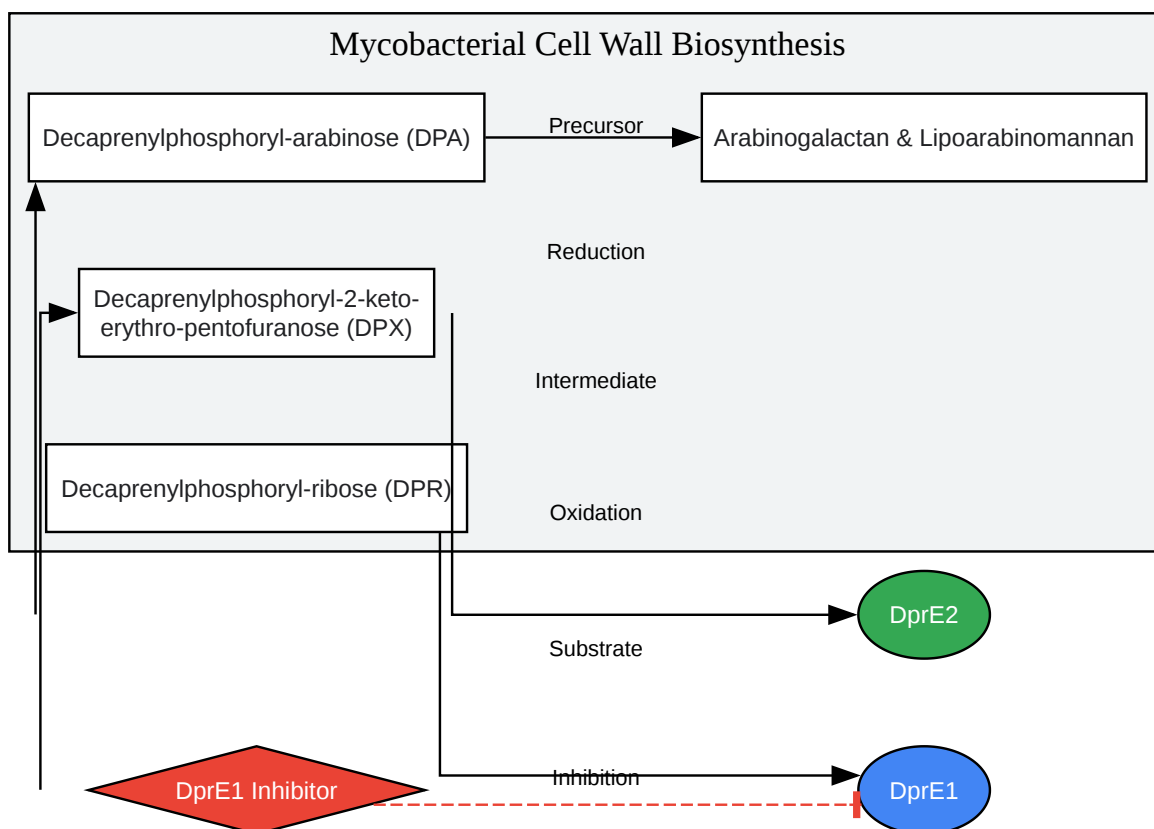 Mycobacterial Cell Wall Biosynthesis
Decaprenylphosphoryl-arabinose (DPA)
Precursor
Arabinogalactan & Lipoarabinomannan
Reduction
Decaprenylphosphoryl-2-keto-
erythro-pentofuranose (DPX)
Intermediate
Decaprenylphosphoryl-ribose (DPR)
Oxidation
DprE2
Substrate
DprE1 Inhibitor
Inhibition
DprE1